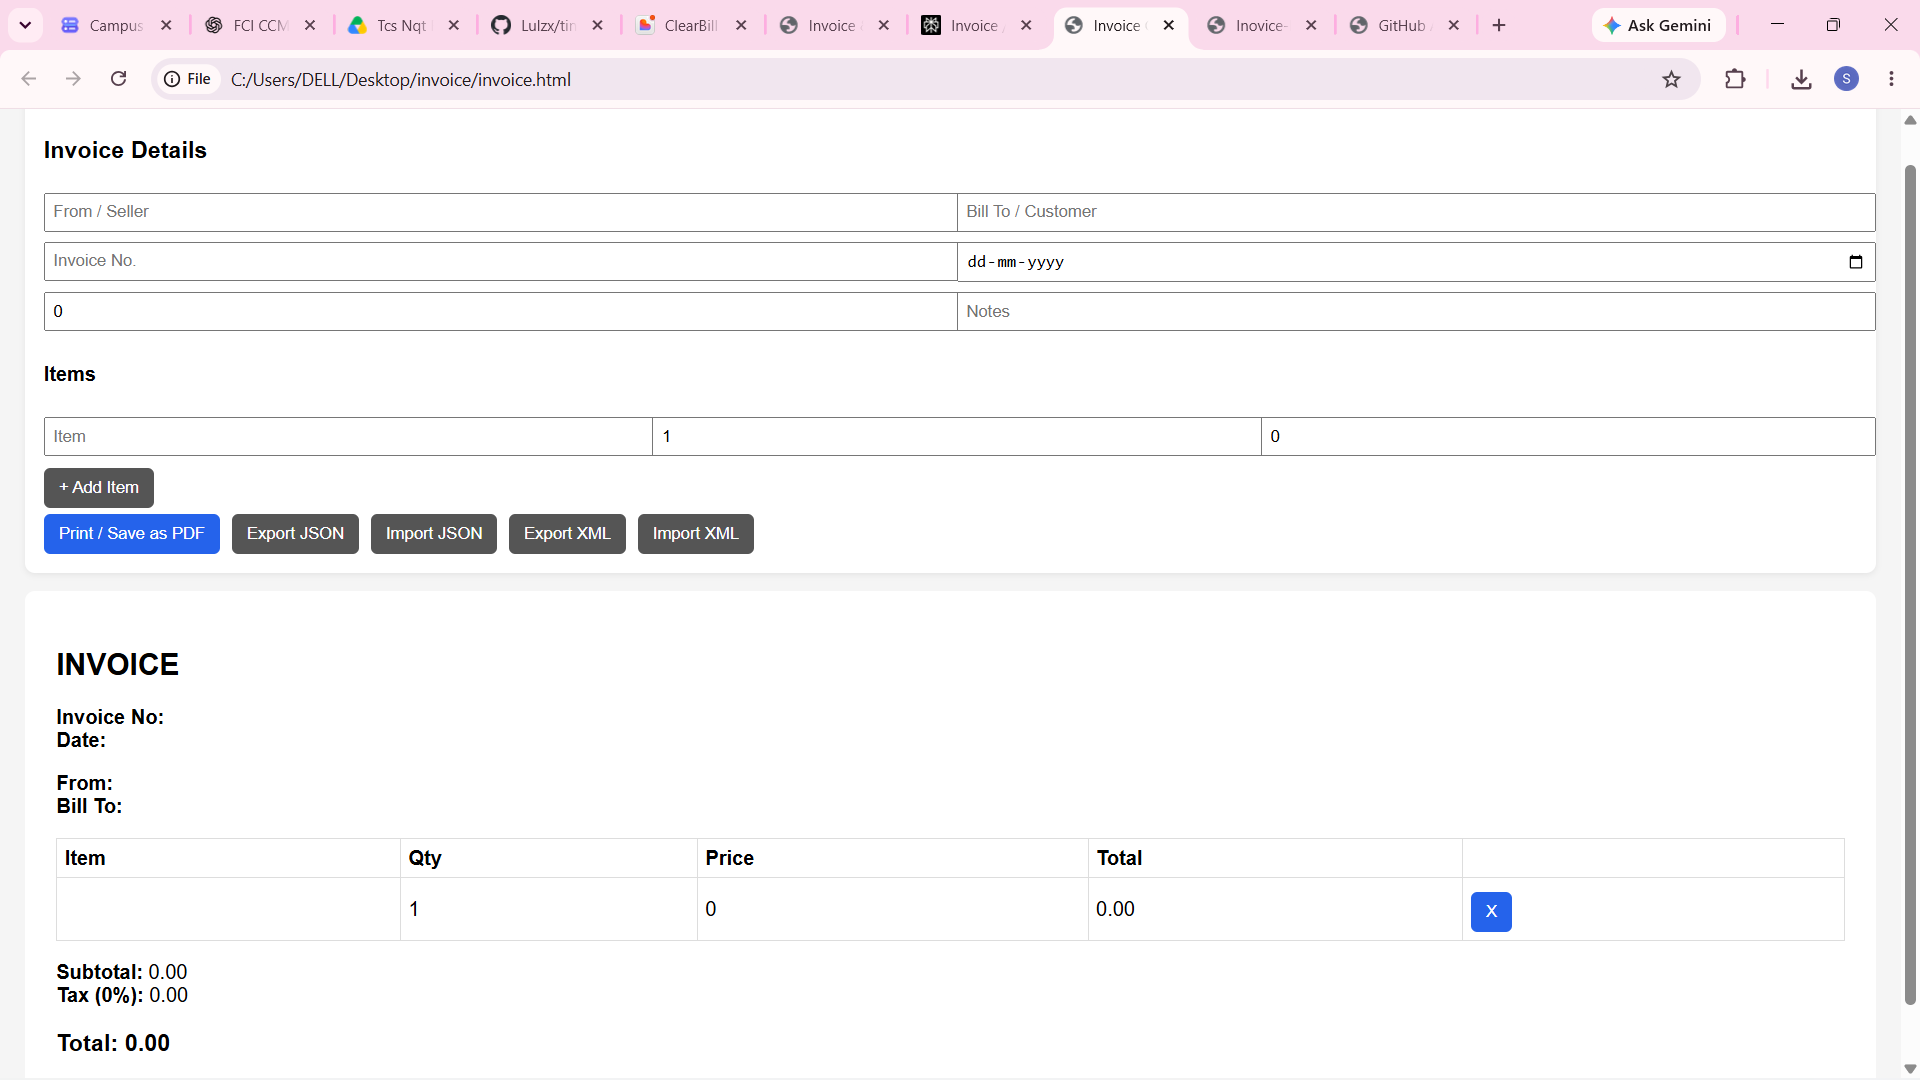 Campus
FCI CCM
Tcs Nqt
Lulzx/tin
ClearBill
Invoice
Invoice
Invoice
Inovice-
GitHub
Ask Gemini
File
C:/Users/DELL/Desktop/invoice/invoice.html
S
Invoice Details
From / Seller
Bill To / Customer
Invoice No.
dd-mm-yyyy
0
Notes
Items
Item
1
0
+ Add Item
Print / Save as PDF
Export JSON
Import JSON
Export XML
Import XML
INVOICE
Invoice No:
Date:
From:
Bill To:
Item Qty Price Total
1 0 0.00 X
Subtotal: 0.00
Tax (0%): 0.00
Total: 0.00